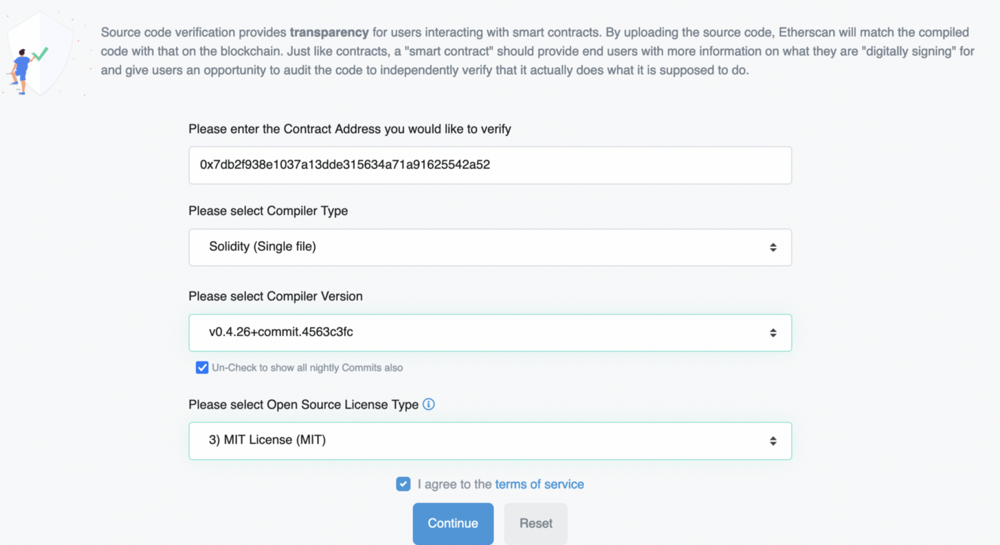 Source code verification provides transparency for users interacting with smart contracts. By uploading the source code, Etherscan will match the compiled
code with that on the blockchain. Just like contracts, a "smart contract" should provide end users with more information on what they are "digitally signing" for
and give users an opportunity to audit the code to independently verify that it actually does what it is supposed to do.
Please enter the Contract Address you would like to verify
0x7db2f938e1037a13dde315634a71a91625542a52
Please select Compiler Type
Solidity (Single file)
Please select Compiler Version
v0.4.26+commit.4563c3fc
Un-Check to show all nightly Commits also
Please select Open Source License Type
3) MIT License (MIT)
I agree to the terms of service
Continue Reset